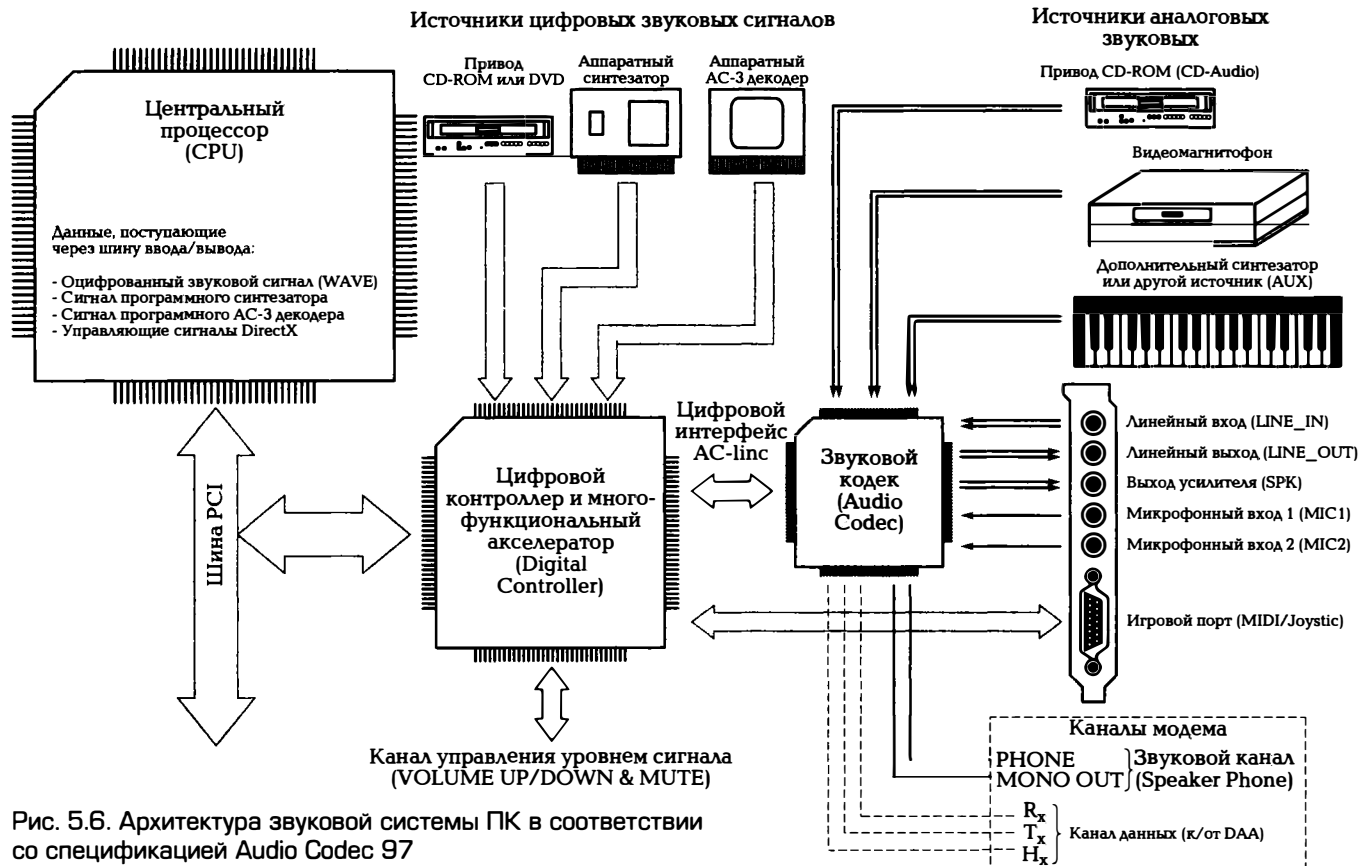 Источники цифровых звуковых сигналов
Источники аналоговых
звуковых
Центральный
процессор
(CPU)
Данные, поступающие
через шину ввода/вывода:
- Оцифрованный звуковой сигнал (WAVE)
- Сигнал программного синтезатора
- Сигнал программного AC-3 декодера
- Управляющие сигналы DirectX
Привод
CD-ROM или DVD
Аппаратный
синтезатор
Аппаратный
AC-3 декодер
Привод CD-ROM (CD-Audio)
Видеомагнитофон
Дополнительный синтезатор
или другой источник (AUX)
Шина PCI
Цифровой
контроллер и много-
функциональный
акселератор
(Digital
Controller)
Цифровой
интерфейс
AC-linc
Звуковой
кодек
(Audio
Codec)
Линейный вход (LINE_IN)
Линейный выход (LINE_OUT)
Выход усилителя (SPK)
Микрофонный вход 1 (MIC1)
Микрофонный вход 2 (MIC2)
Игровой порт (MIDI/Joystic)
Канал управления уровнем сигнала
(VOLUME UP/DOWN & MUTE)
Каналы модема
PHONE
MONO OUT
Звуковой канал
(Speaker Phone)
Rx
Tx
Hx
Канал данных (к/от DAA)
Рис. 5.6. Архитектура звуковой системы ПК в соответствии
со спецификацией Audio Codec 97